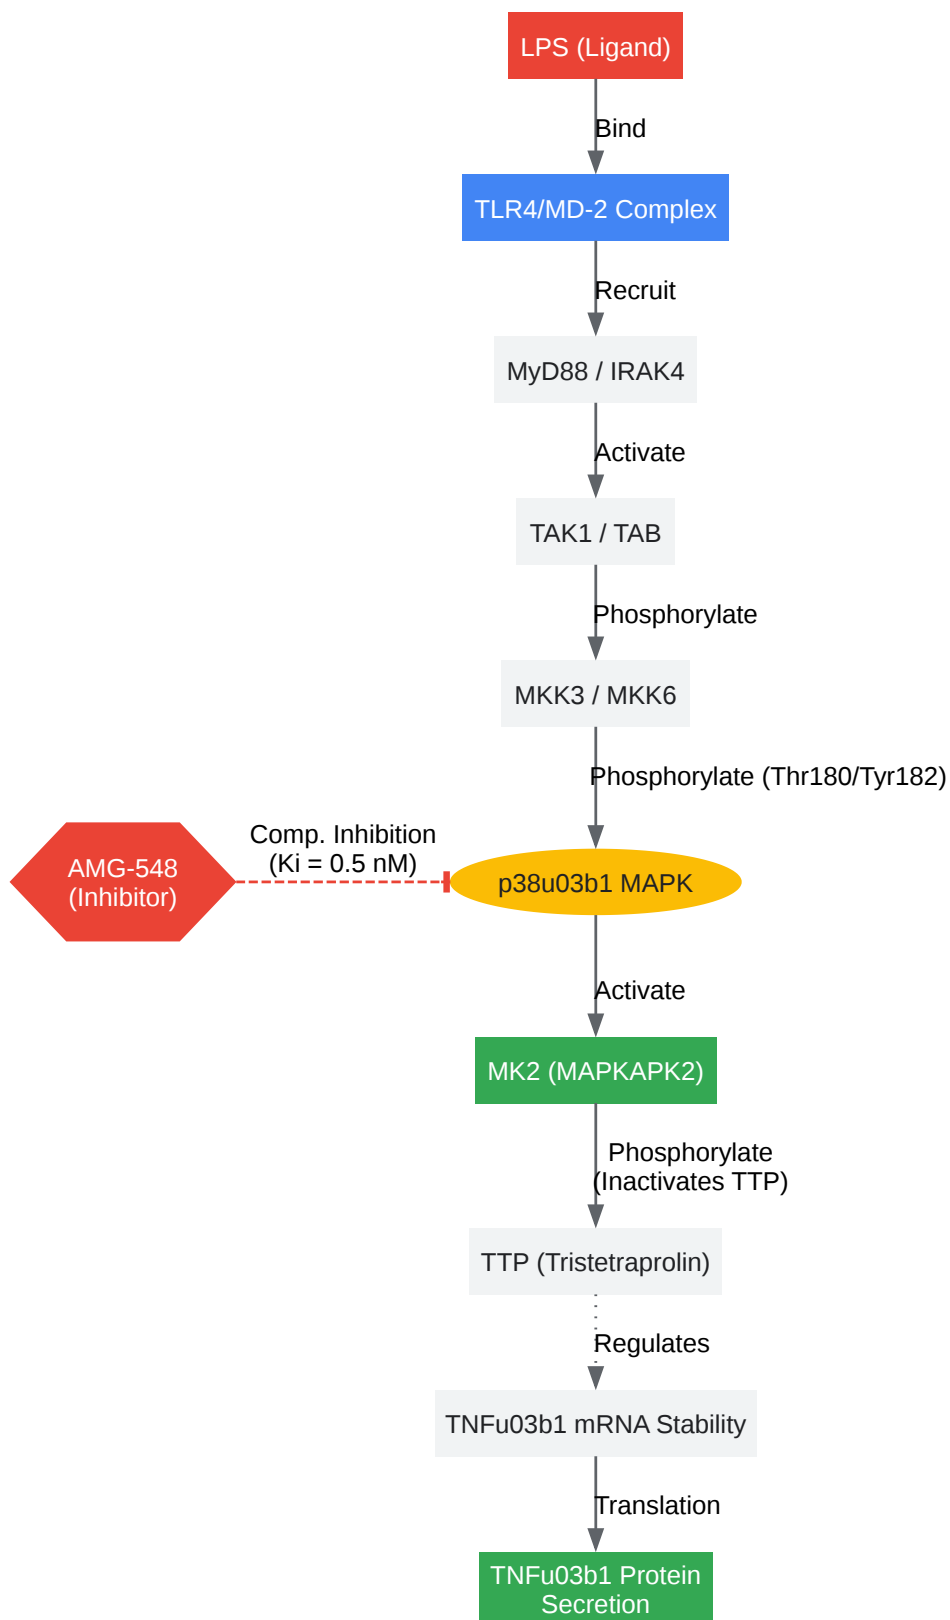 LPS (Ligand)
Bind
TLR4/MD-2 Complex
Recruit
MyD88 / IRAK4
Activate
TAK1 / TAB
Phosphorylate
MKK3 / MKK6
Phosphorylate (Thr180/Tyr182)
Comp. Inhibition
(Ki = 0.5 nM)
AMG-548
(Inhibitor)
p38u03b1 MAPK
Activate
MK2 (MAPKAPK2)
Phosphorylate
(Inactivates TTP)
TTP (Tristetraprolin)
Regulates
TNFu03b1 mRNA Stability
Translation
TNFu03b1 Protein
Secretion